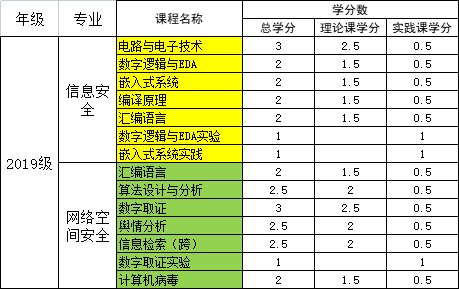 年级 专业 课程名称 学分数
总学分 理论课学分 实践课学分
2019级
信息安全
电路与电子技术 3 2.5 0.5
数字逻辑与EDA 2 1.5 0.5
嵌入式系统 2 1.5 0.5
编译原理 2 1.5 0.5
汇编语言 2 1.5 0.5
数字逻辑与EDA实验 1 1
嵌入式系统实践 1 1
网络空间安全
汇编语言 2 1.5 0.5
算法设计与分析 2.5 2 0.5
数字取证 3 2.5 0.5
舆情分析 2.5 2 0.5
信息检索（跨） 2.5 2 0.5
数字取证实验 1 1
计算机病毒 2 1.5 0.5